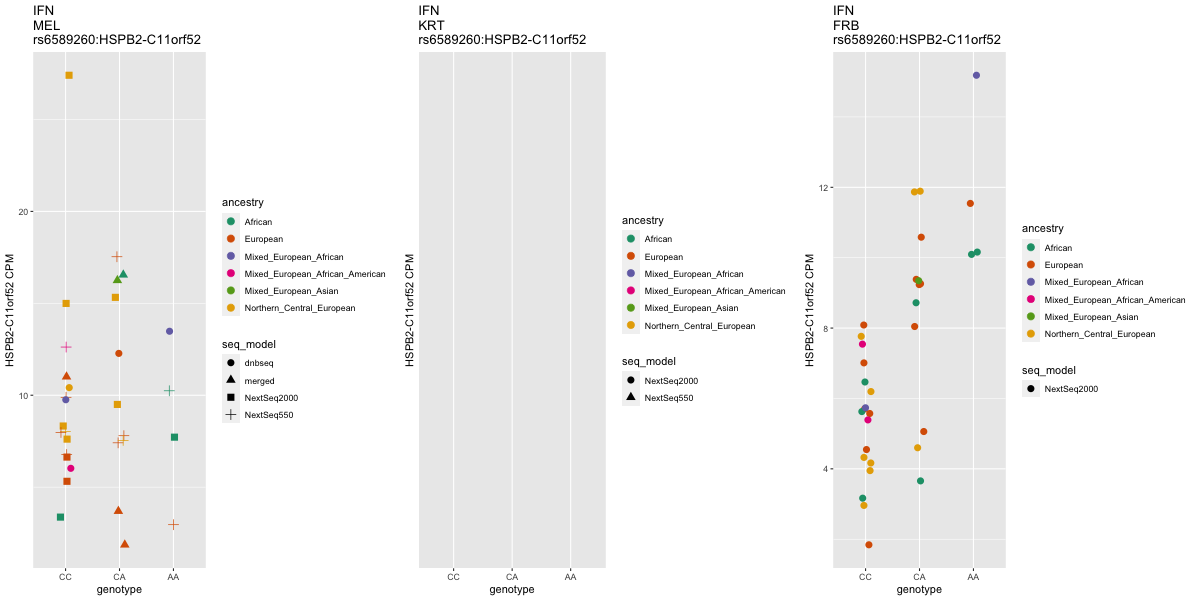 IFN
MEL
rs6589260:HSPB2-C11orf52
HSPB2-C11orf52 CPM
20
10
CC CA AA
genotype
ancestry
African
European
Mixed_European_African
Mixed_European_African_American
Mixed_European_Asian
Northern_Central_European
seq_model
dnbseq
merged
NextSeq2000
NextSeq550
IFN
KRT
rs6589260:HSPB2-C11orf52
HSPB2-C11orf52 CPM
CC CA AA
genotype
ancestry
African
European
Mixed_European_African
Mixed_European_African_American
Mixed_European_Asian
Northern_Central_European
seq_model
NextSeq2000
NextSeq550
IFN
FRB
rs6589260:HSPB2-C11orf52
HSPB2-C11orf52 CPM
12
8
4
CC CA AA
genotype
ancestry
African
European
Mixed_European_African
Mixed_European_African_American
Mixed_European_Asian
Northern_Central_European
seq_model
NextSeq2000